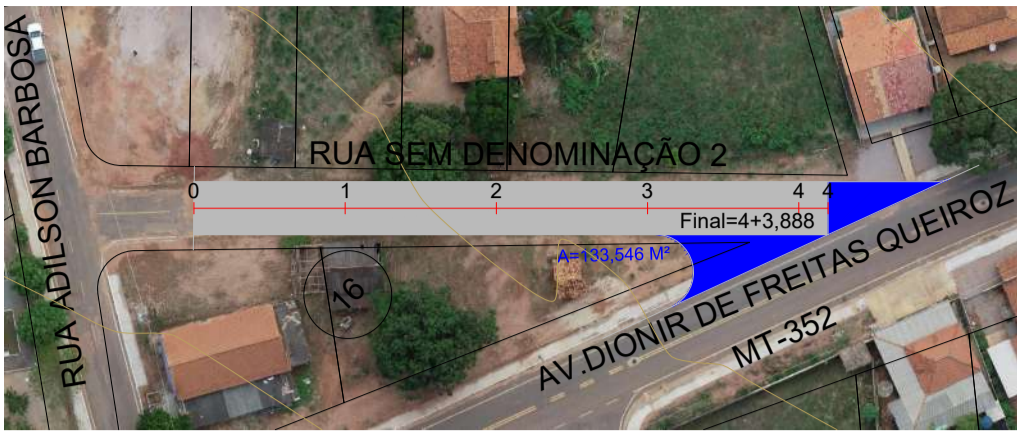 RUA ADILSON BARBOSA
RUA SEM DENOMINAÇÃO 2
0 1 2 3 4 4
Final=4+3,888
A=133,546 M²
16
AV.DIONIR DE FREITAS QUEIROZ
MT-352